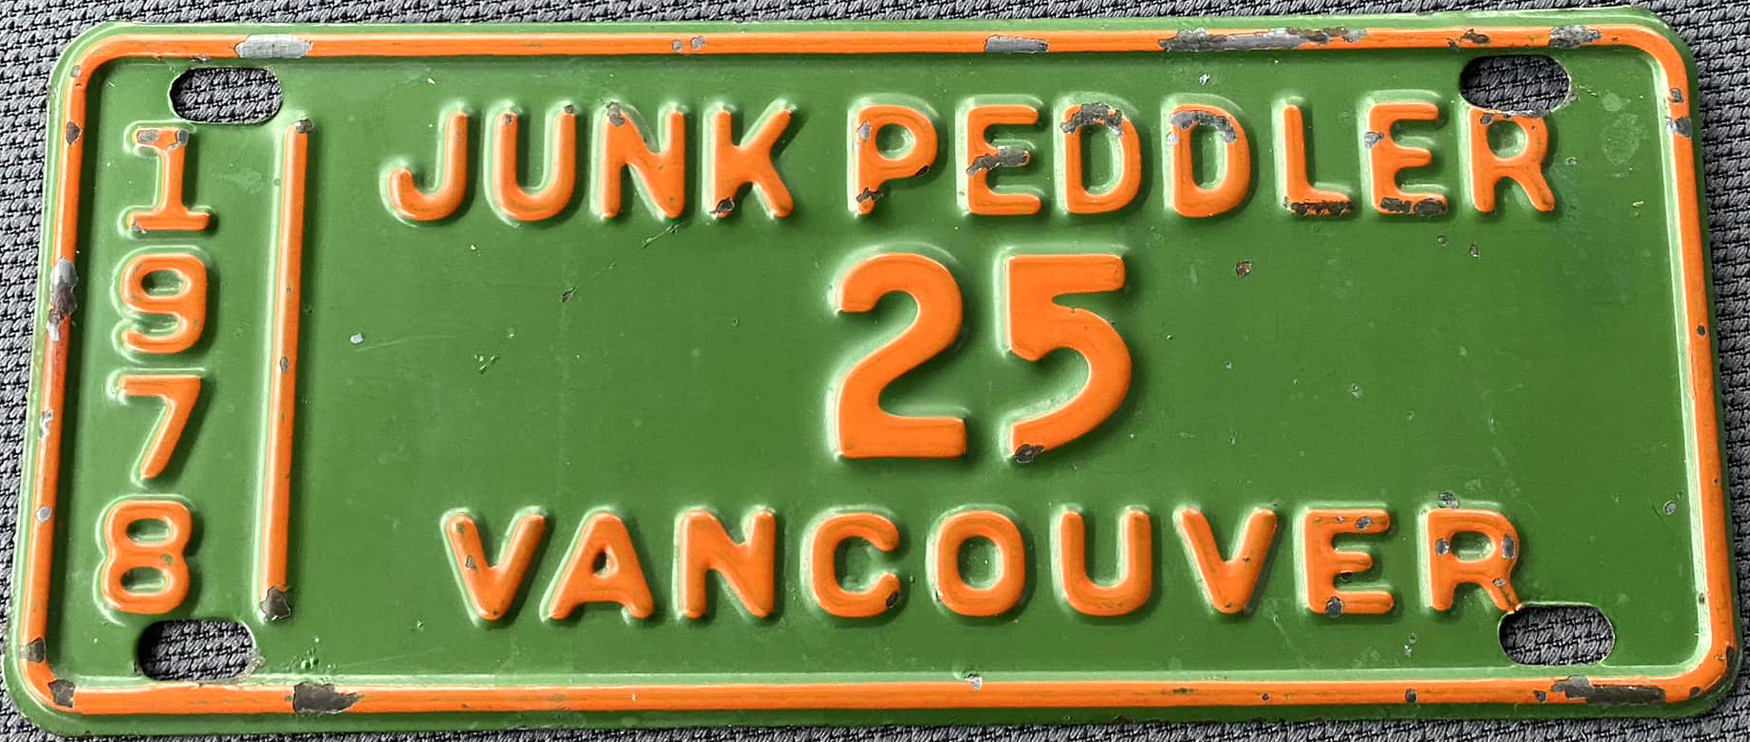 1978
JUNK PEDDLER
25
VANCOUVER